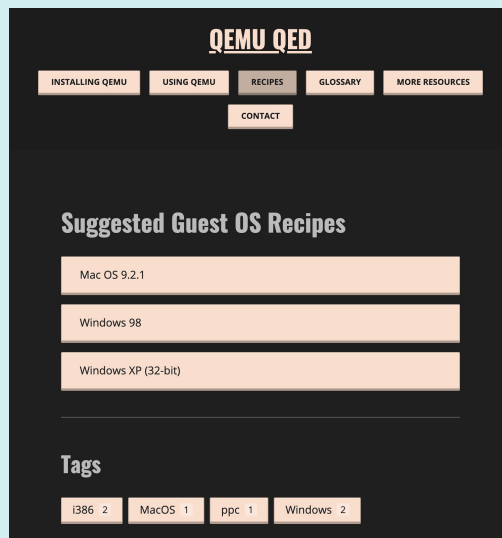 QEMU QED
INSTALLING QEMU USING QEMU RECIPES GLOSSARY MORE RESOURCES
CONTACT
Suggested Guest OS Recipes
Mac OS 9.2.1
Windows 98
Windows XP (32-bit)
Tags
i386 2 MacOS 1 ppc 1 Windows 2